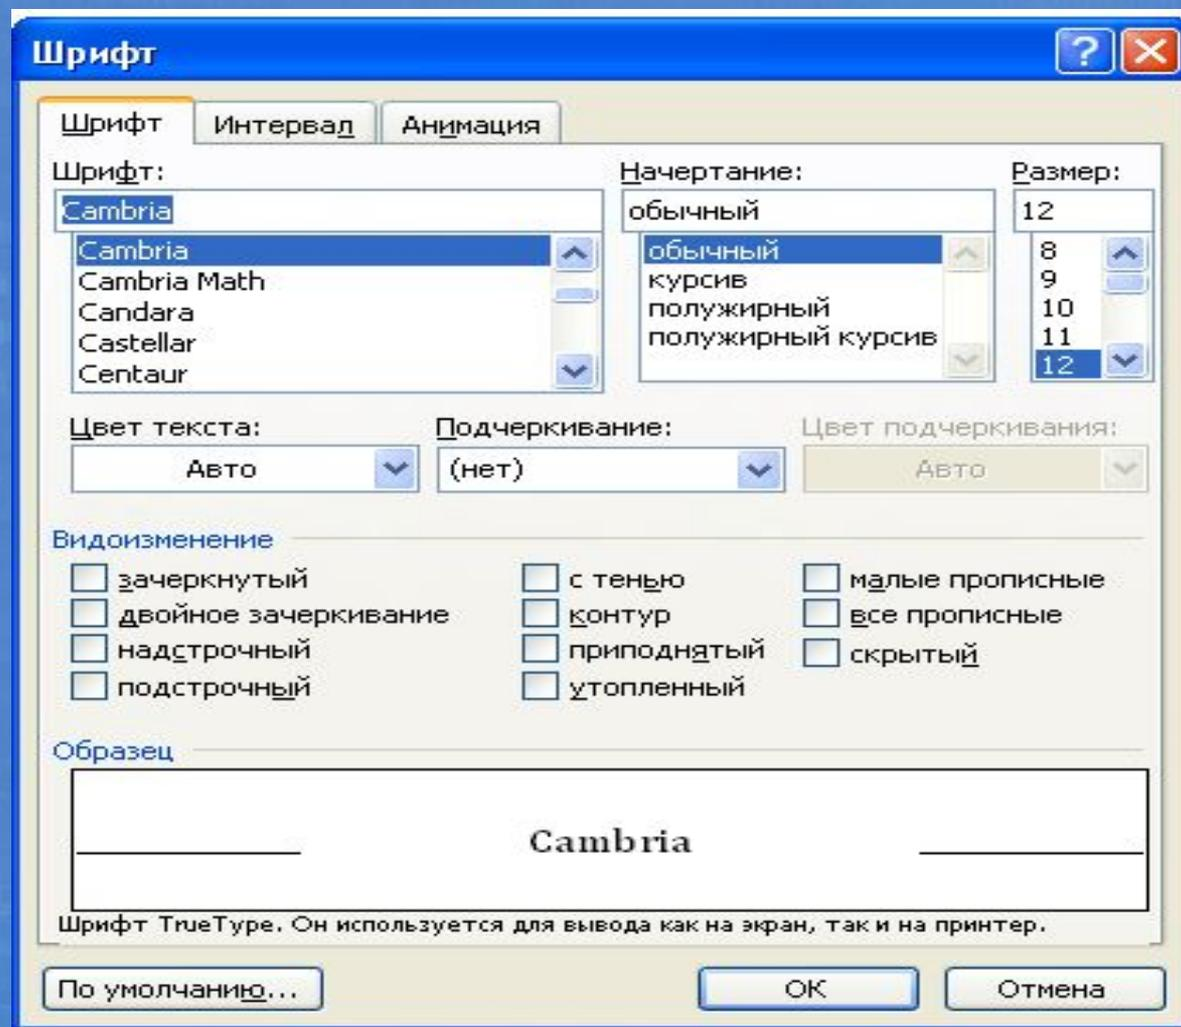 Шрифт
Шрифт Интервал Анимация
Шрифт: Начертание: Размер:
Cambria обычный 12
Cambria обычный 8
Cambria Math курсив 9
Candara полужирный 10
Castellar полужирный курсив 11
Centaur 12
Цвет текста: Подчеркивание: Цвет подчеркивания:
Авто (нет) Авто
Видоизменение
зачеркнутый с тенью малые прописные
двойное зачеркивание контур все прописные
надстрочный приподнятый скрытый
подстрочный утопленный
Образец
Cambria
Шрифт TrueType. Он используется для вывода как на экран, так и на принтер.
По умолчанию... ОК Отмена